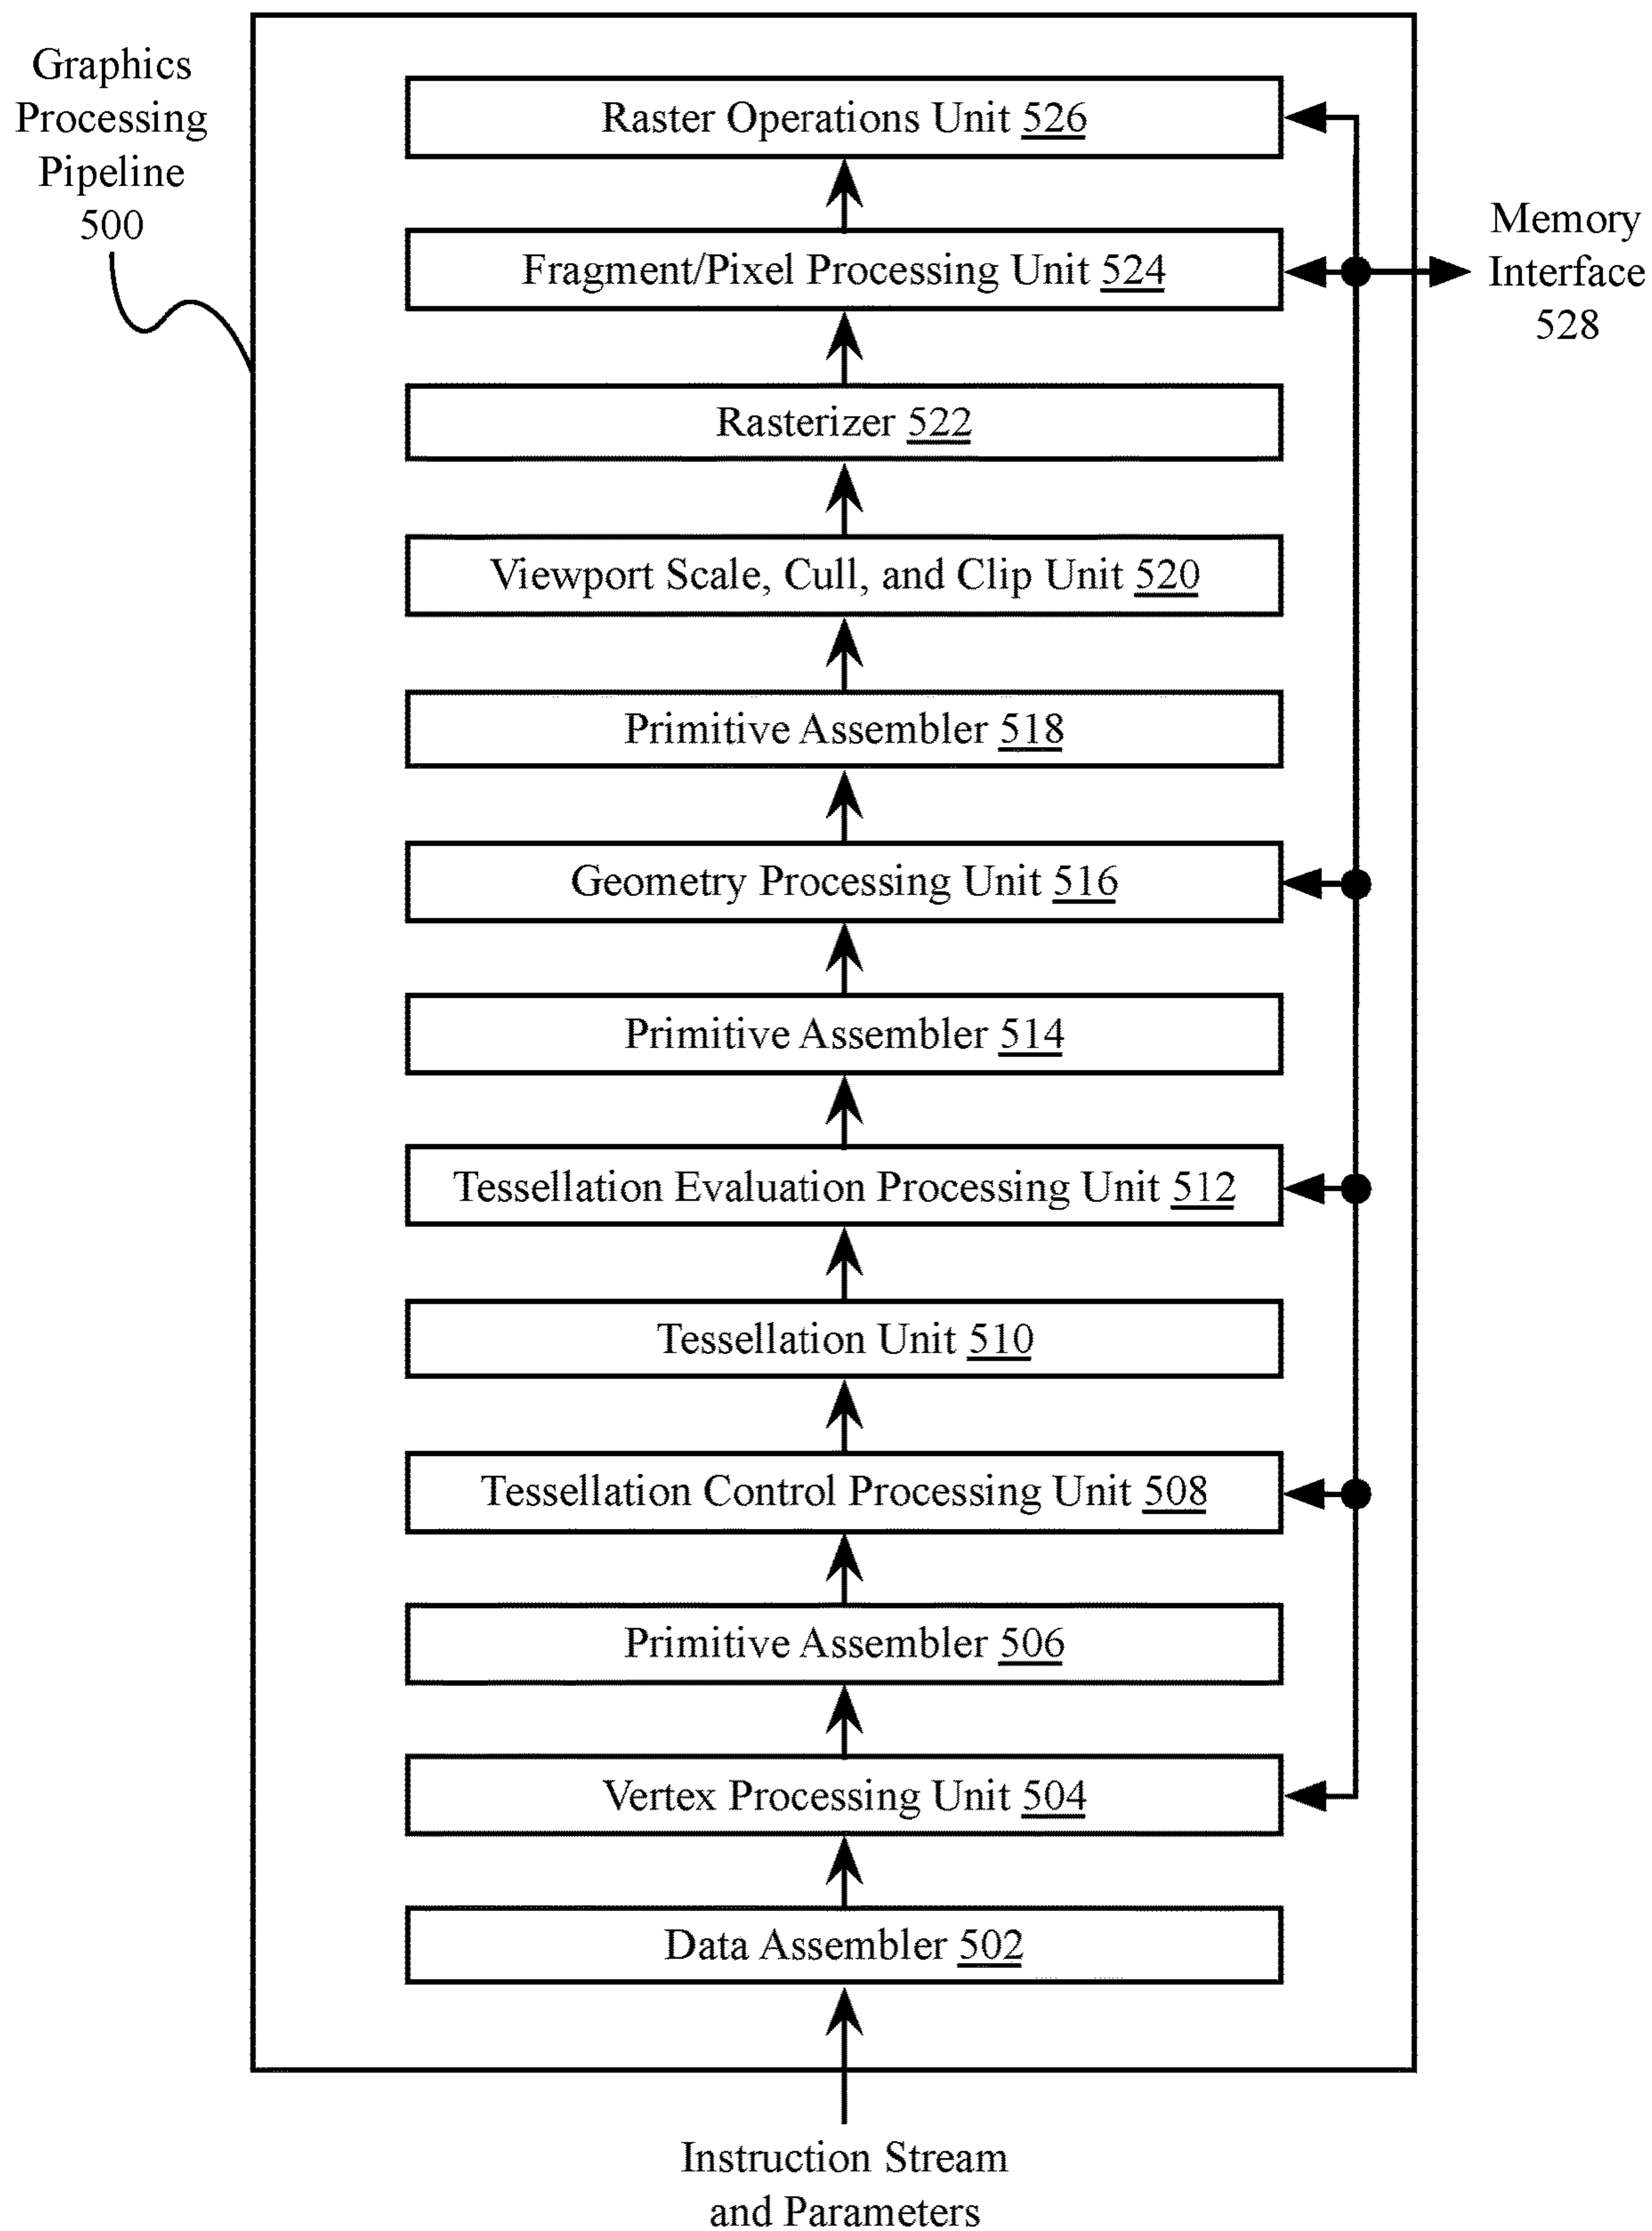 Graphics
Processing
Pipeline
500
Raster Operations Unit 526
Fragment/Pixel Processing Unit 524
Memory
Interface
528
Rasterizer 522
Viewport Scale, Cull, and Clip Unit 520
Primitive Assembler 518
Geometry Processing Unit 516
Primitive Assembler 514
Tessellation Evaluation Processing Unit 512
Tessellation Unit 510
Tessellation Control Processing Unit 508
Primitive Assembler 506
Vertex Processing Unit 504
Data Assembler 502
Instruction Stream
and Parameters